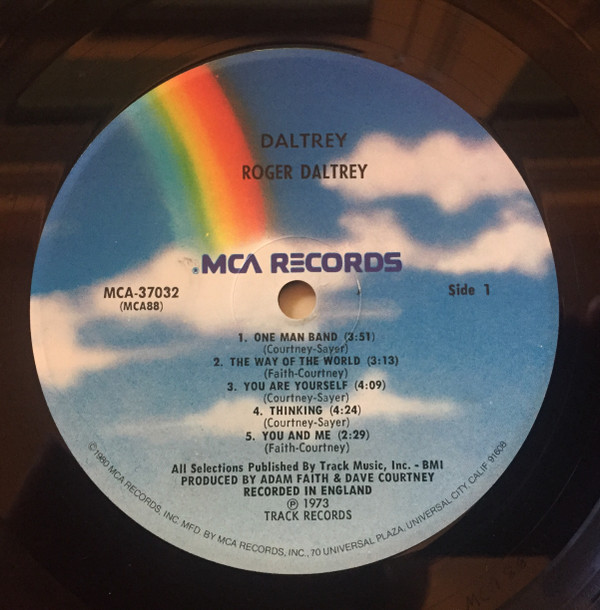 DALTREY
ROGER DALTREY
MCA RECORDS
MCA-37032
(MCA88)
Side 1
1. ONE MAN BAND (3:51)
(Courtney-Sayer)
2. THE WAY OF THE WORLD (3:13)
(Faith-Courtney)
3. YOU ARE YOURSELF (4:09)
(Courtney-Sayer)
4. THINKING (4:24)
(Courtney-Sayer)
5. YOU AND ME (2:29)
(Faith-Courtney)
All Selections Published By Track Music, Inc. - BMI
PRODUCED BY ADAM FAITH & DAVE COURTNEY
RECORDED IN ENGLAND
℗ 1973
TRACK RECORDS
©1980 MCA RECORDS, INC. MFD. BY MCA RECORDS, INC., 70 UNIVERSAL PLAZA, UNIVERSAL CITY, CALIF. 91608